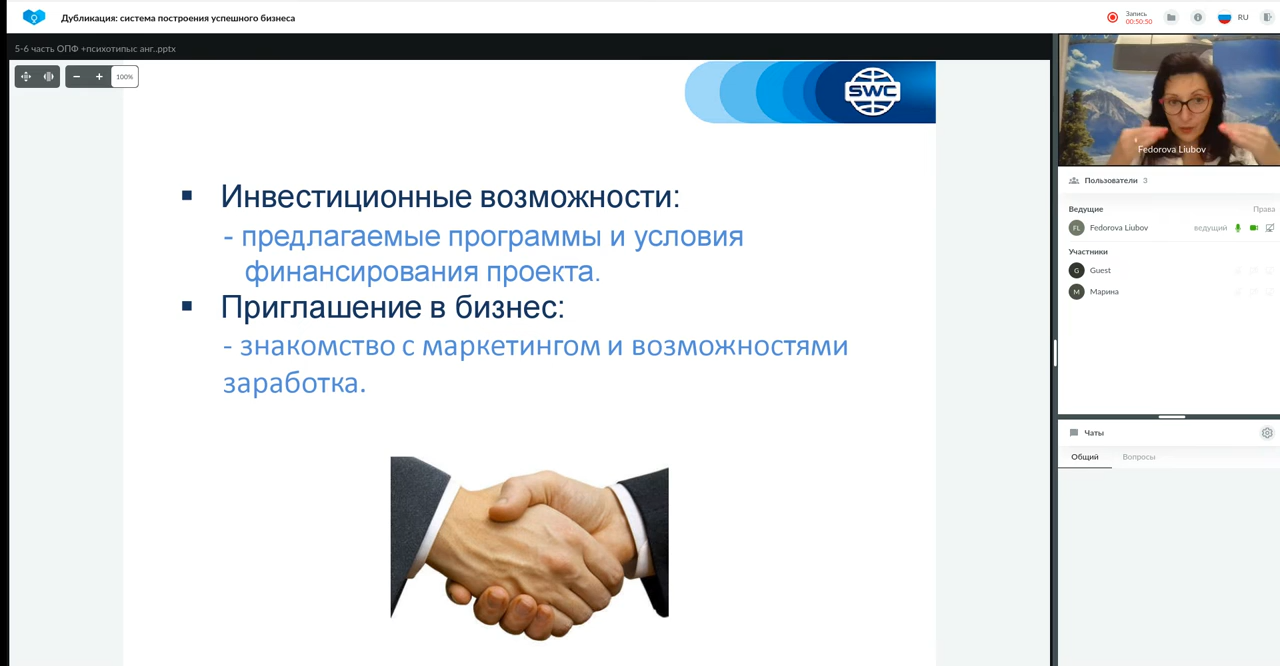 Дубликация: система построения успешного бизнеса
Запись
00:50:50
RU
5-6 часть ОПФ +психотипыс анг..pptx
100%
SWC
Инвестиционные возможности:
- предлагаемые программы и условия
финансирования проекта.
Приглашение в бизнес:
- знакомство с маркетингом и возможностями
заработка.
Fedorova Liubov
Пользователи 3
Ведущие Права
FL Fedorova Liubov ведущий
Участники
G Guest
М Марина
Чаты
Общий Вопросы